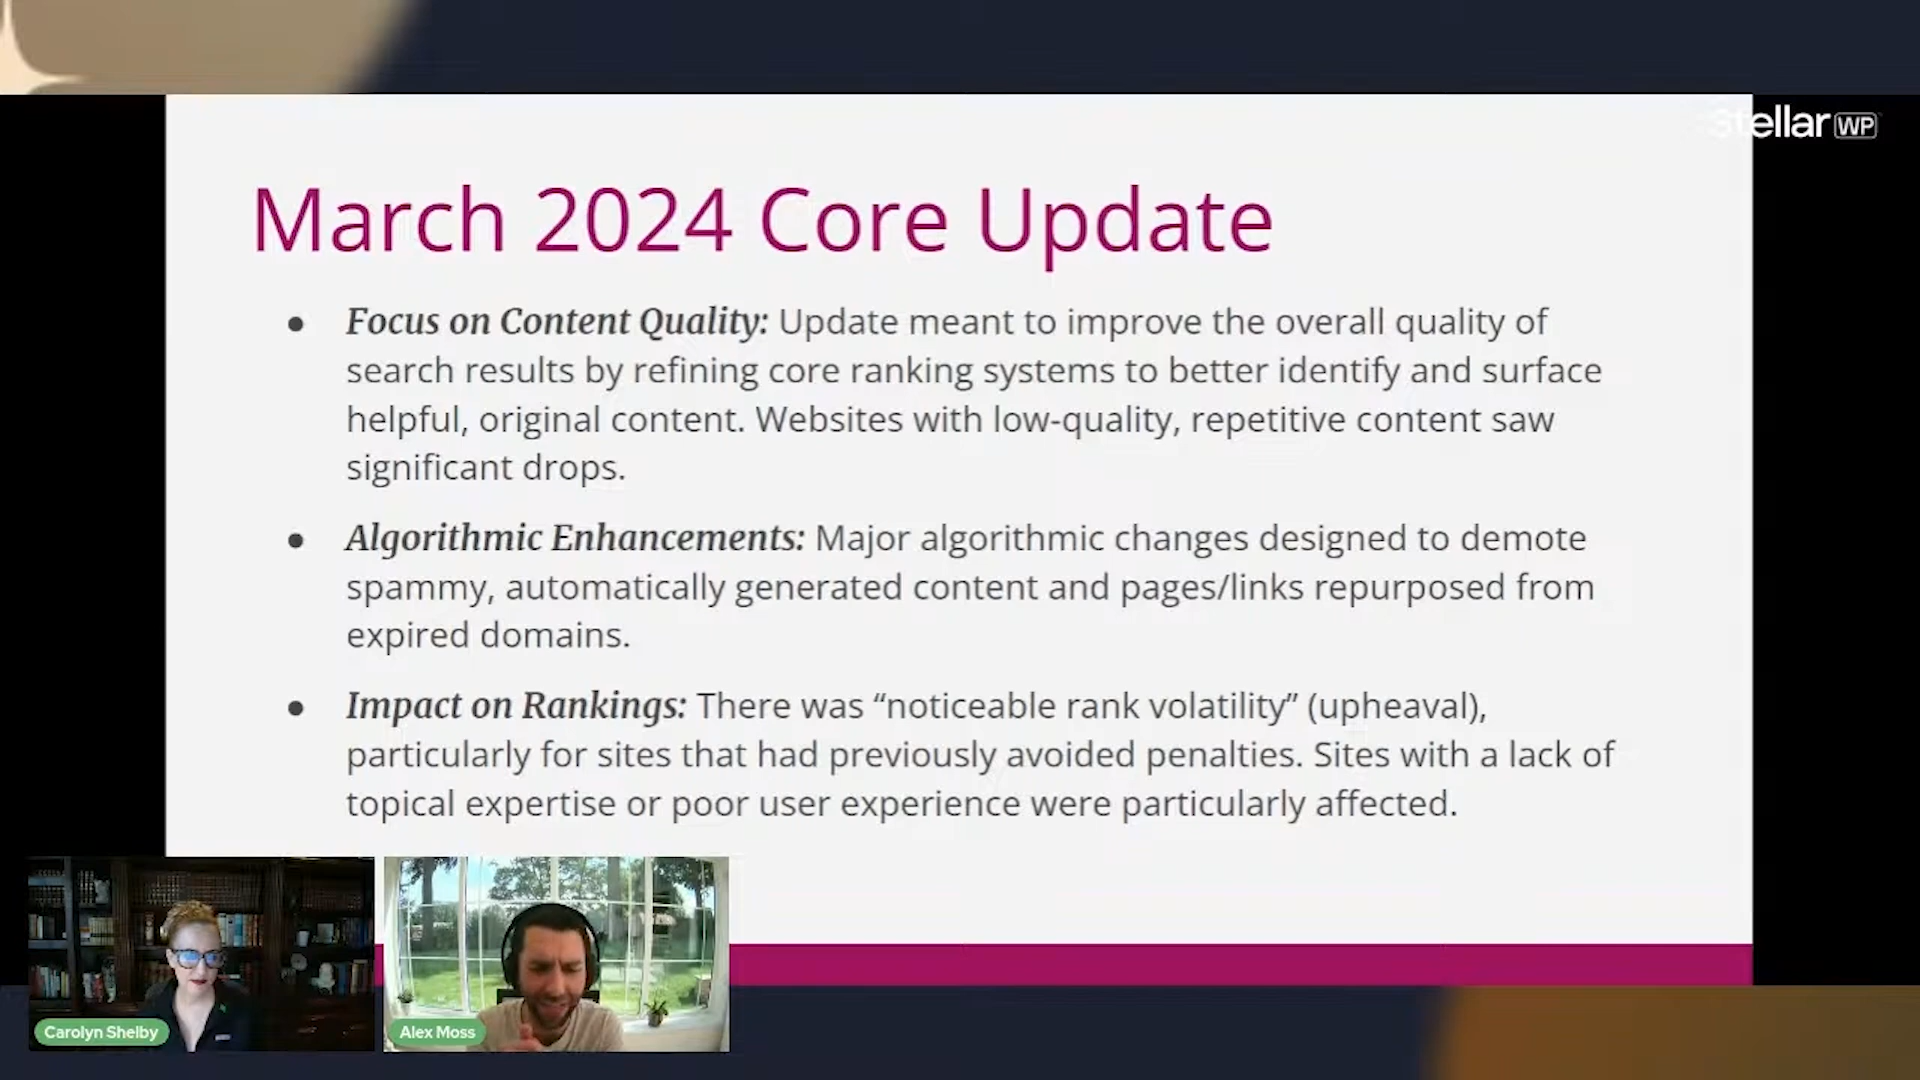 Stellar WP
March 2024 Core Update
● Focus on Content Quality: Update meant to improve the overall quality of
search results by refining core ranking systems to better identify and surface
helpful, original content. Websites with low-quality, repetitive content saw
significant drops.
● Algorithmic Enhancements: Major algorithmic changes designed to demote
spammy, automatically generated content and pages/links repurposed from
expired domains.
● Impact on Rankings: There was “noticeable rank volatility” (upheaval),
particularly for sites that had previously avoided penalties. Sites with a lack of
topical expertise or poor user experience were particularly affected.
Carolyn Shelby
Alex Moss